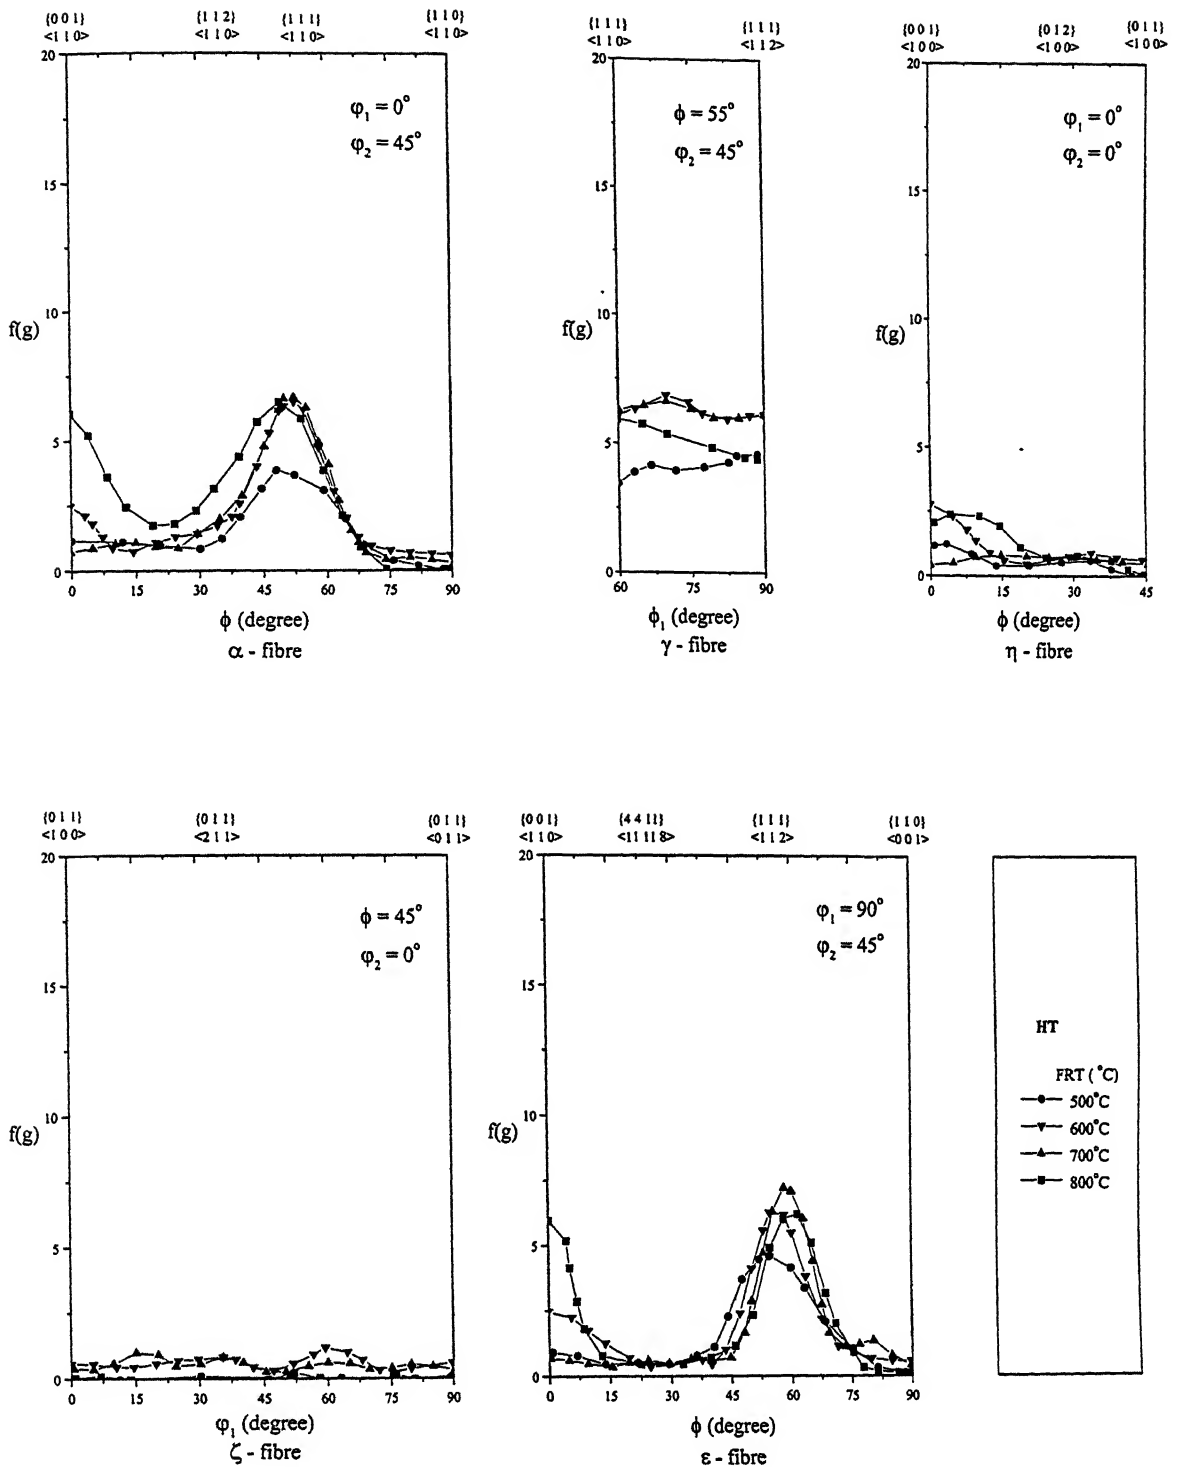 {0 0 1} {1 1 2} {1 1 1} {1 1 0}
<1 1 0> <1 1 0> <1 1 0> <1 1 0>
20
φ₁ = 0°
φ₂ = 45°
15
10
f(g)
5
0
0 15 30 45 60 75 90
ϕ (degree)
α - fibre
{1 1 1} {1 1 1}
<1 1 0> <1 1 2>
20
ϕ = 55°
φ₂ = 45°
15
10
f(g)
5
0
60 75 90
ϕ₁ (degree)
γ - fibre
{0 0 1} {0 1 2} {0 1 1}
<1 0 0> <1 0 0> <1 0 0>
20
φ₁ = 0°
φ₂ = 0°
15
10
f(g)
5
0
0 15 30 45
ϕ (degree)
η - fibre
{0 1 1} {0 1 1} {0 1 1}
<1 0 0> <2 1 1> <0 1 1>
20
ϕ = 45°
φ₂ = 0°
15
10
f(g)
5
0
0 15 30 45 60 75 90
φ₁ (degree)
ζ - fibre
{0 0 1} {4 4 11} {1 1 1} {1 1 0}
<1 1 0> <11 11 8> <1 1 2> <0 0 1>
20
φ₁ = 90°
φ₂ = 45°
15
10
f(g)
5
0
0 15 30 45 60 75 90
ϕ (degree)
ε - fibre
HT
FRT (°C)
500°C
600°C
700°C
800°C